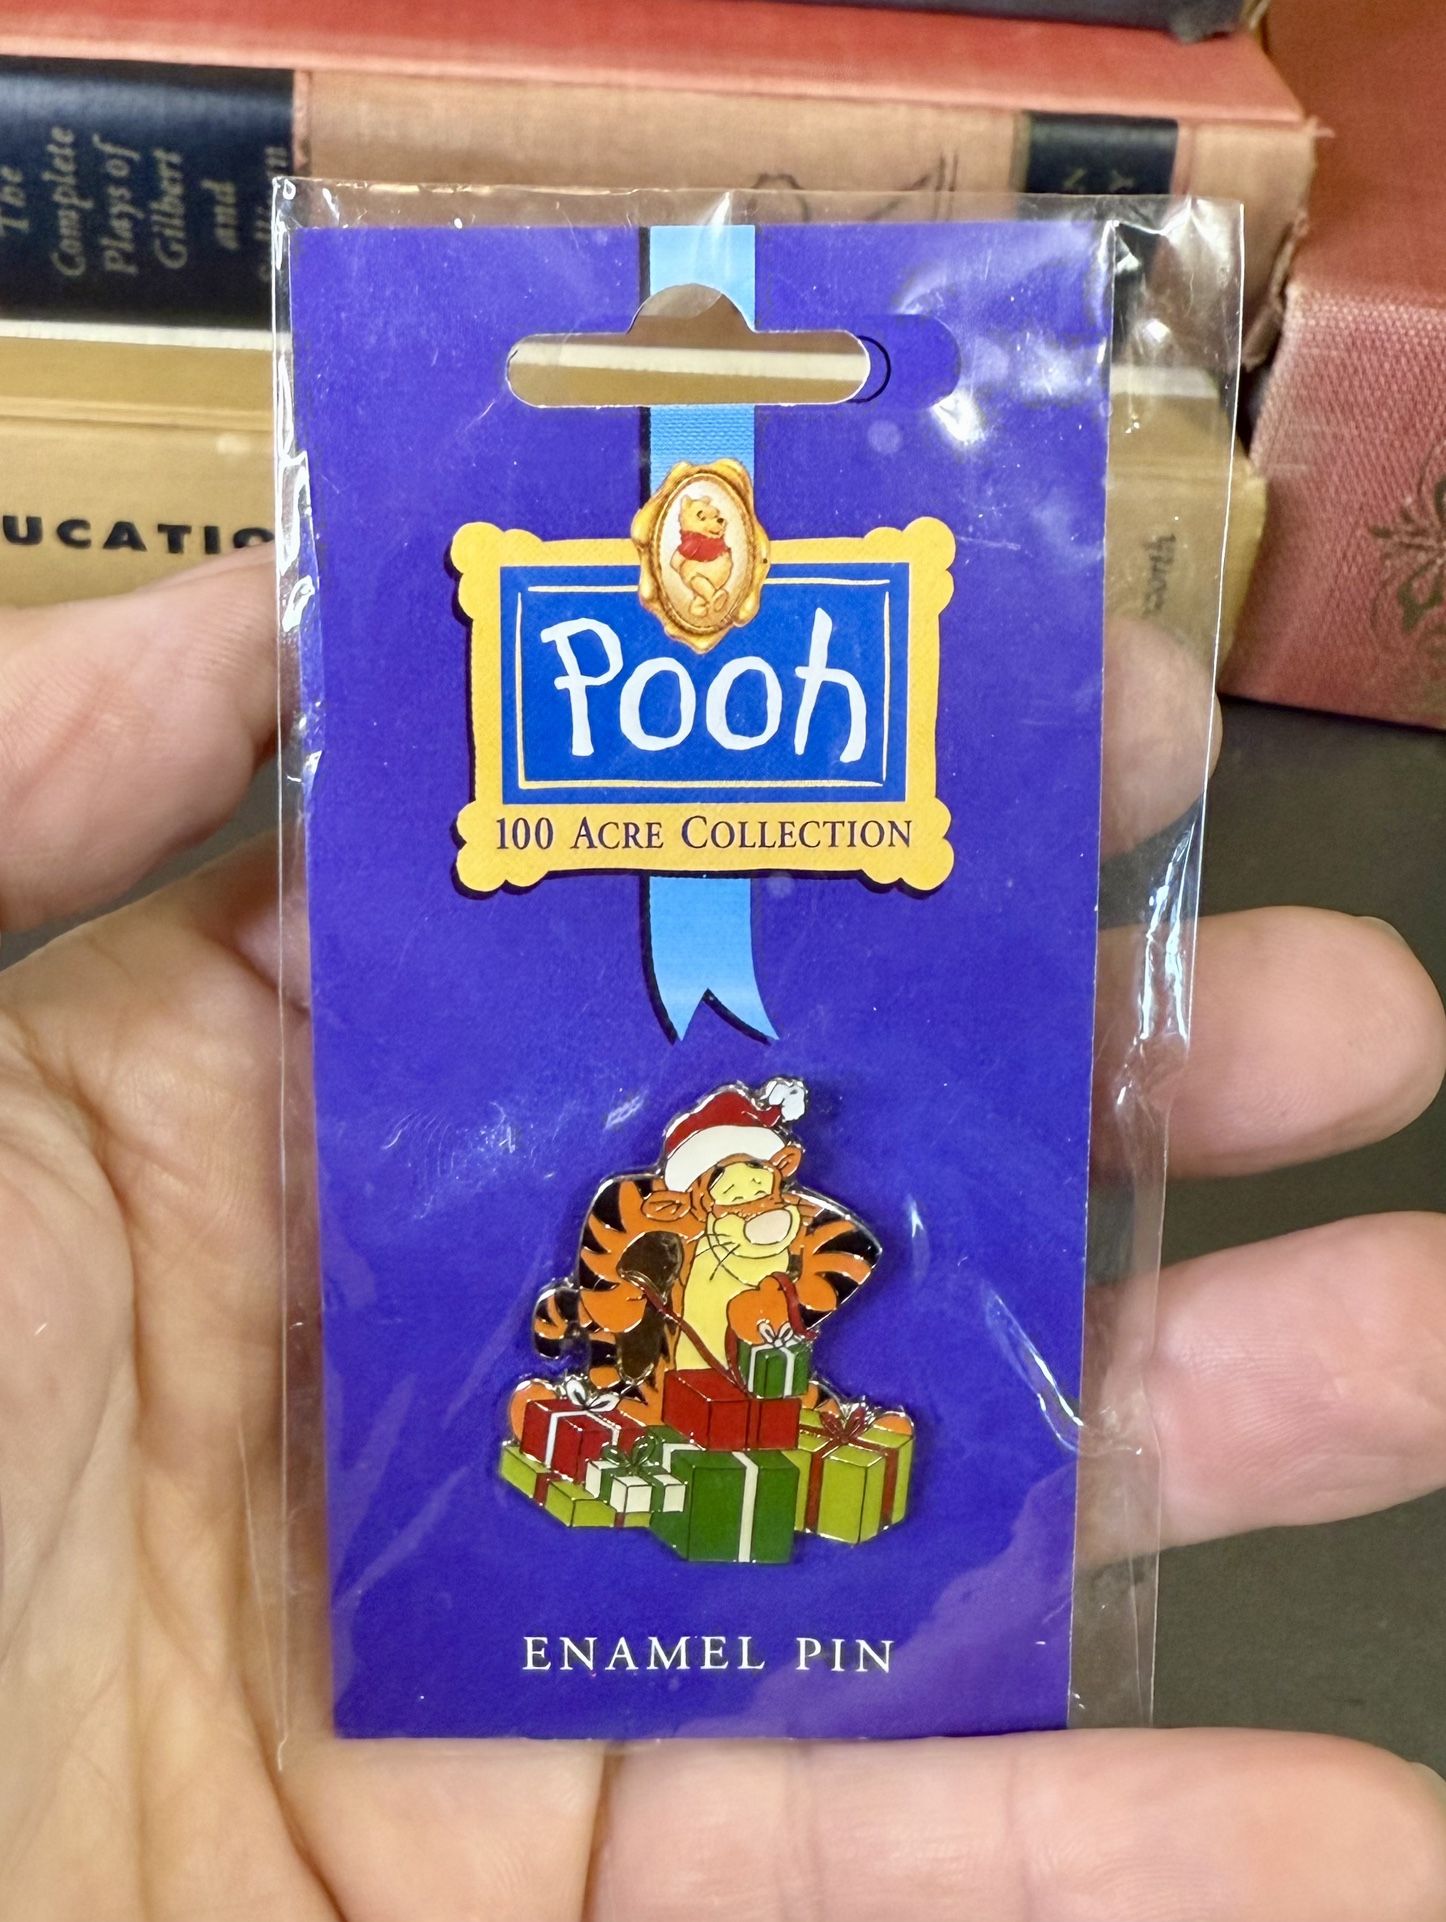 The
Complete
Plays of
Gilbert
and
UCATIO
Pooh
100 ACRE COLLECTION
ENAMEL PIN